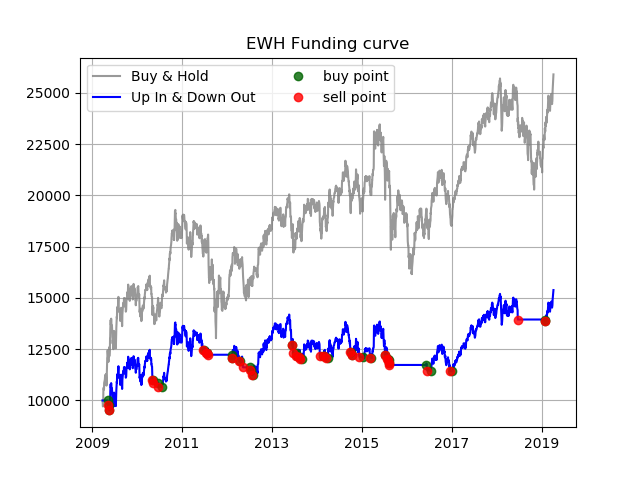 EWH Funding curve
Buy & Hold
Up In & Down Out
buy point
sell point
25000
22500
20000
17500
15000
12500
10000
2009
2011
2013
2015
2017
2019